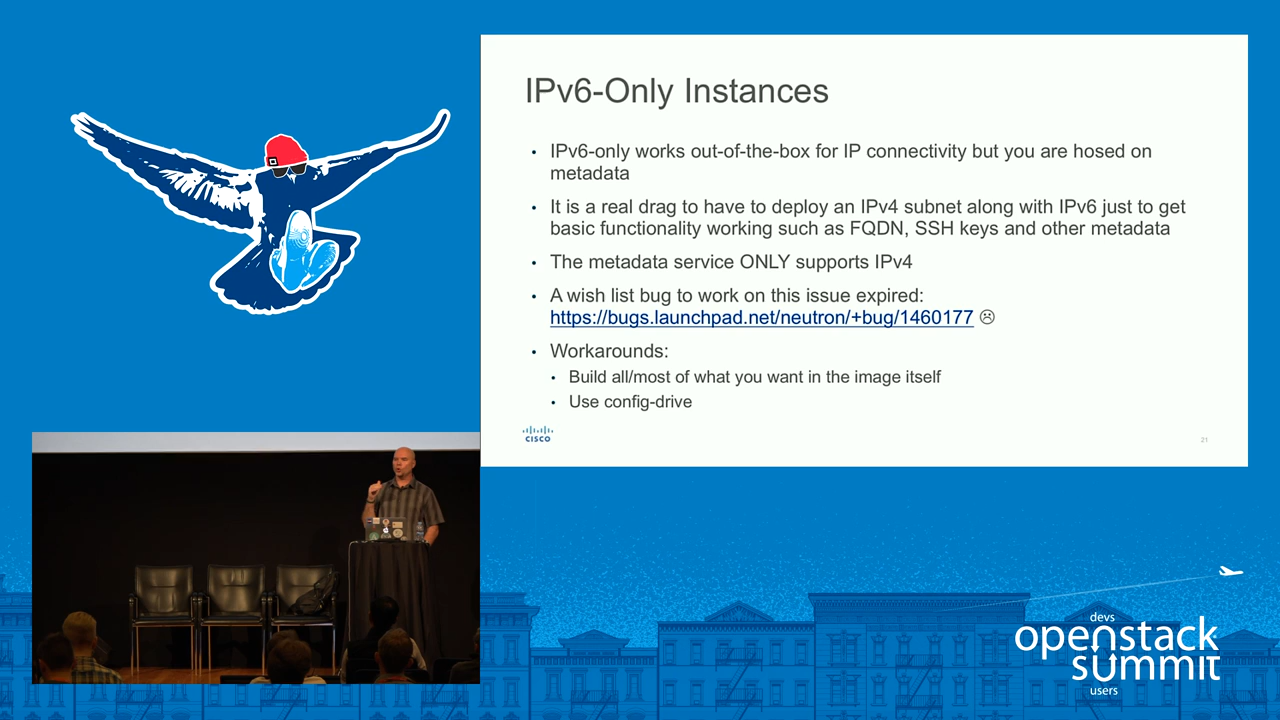 IPv6-Only Instances
• IPv6-only works out-of-the-box for IP connectivity but you are hosed on
metadata
• It is a real drag to have to deploy an IPv4 subnet along with IPv6 just to get
basic functionality working such as FQDN, SSH keys and other metadata
• The metadata service ONLY supports IPv4
• A wish list bug to work on this issue expired:
https://bugs.launchpad.net/neutron/+bug/1460177 ☹
• Workarounds:
• Build all/most of what you want in the image itself
• Use config-drive
CISCO
21
devs
openstack
summit
users